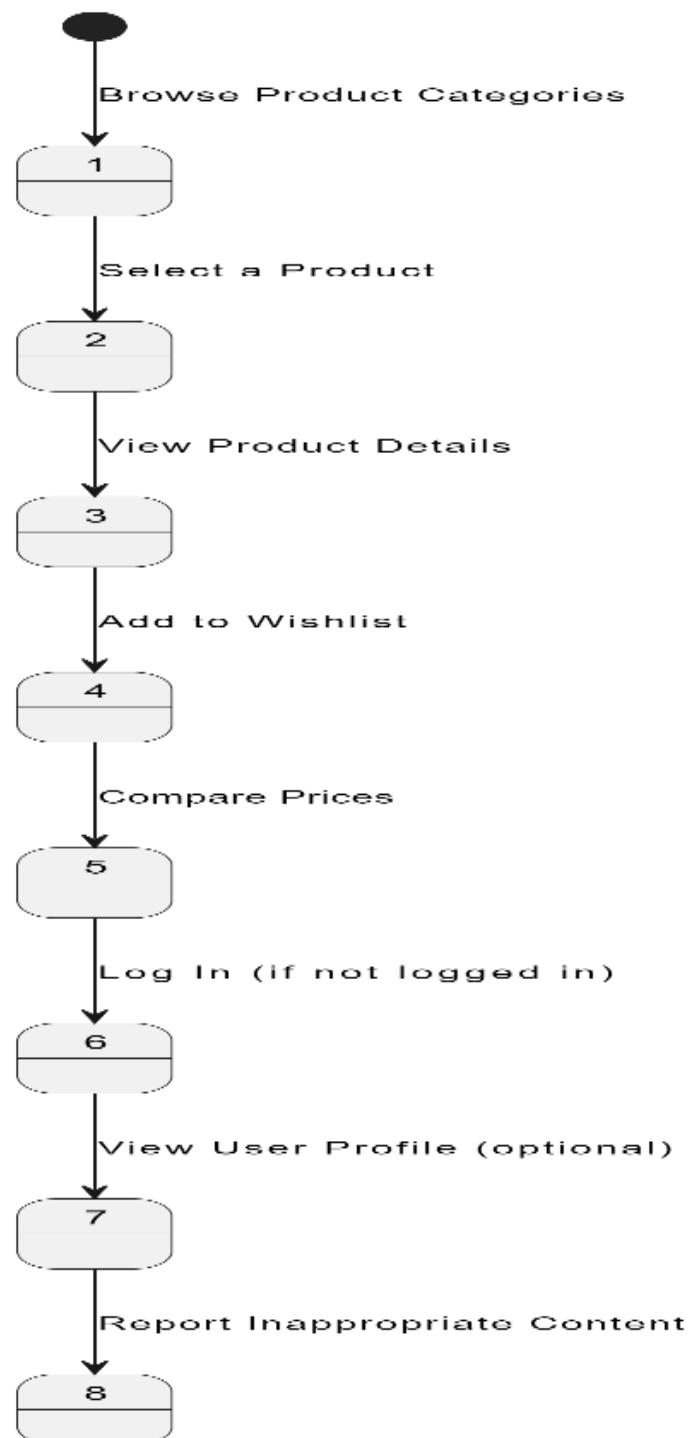 Browse Product Categories
1
Select a Product
2
View Product Details
3
Add to Wishlist
4
Compare Prices
5
Log In (if not logged in)
6
View User Profile (optional)
7
Report Inappropriate Content
8